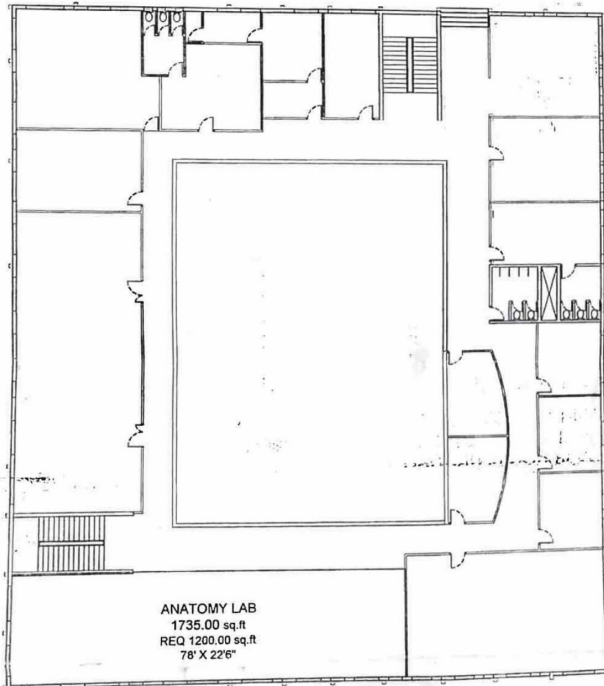 ANATOMY LAB
1735.00 sq.ft
REQ 1200.00 sq.ft
78' X 22'6"